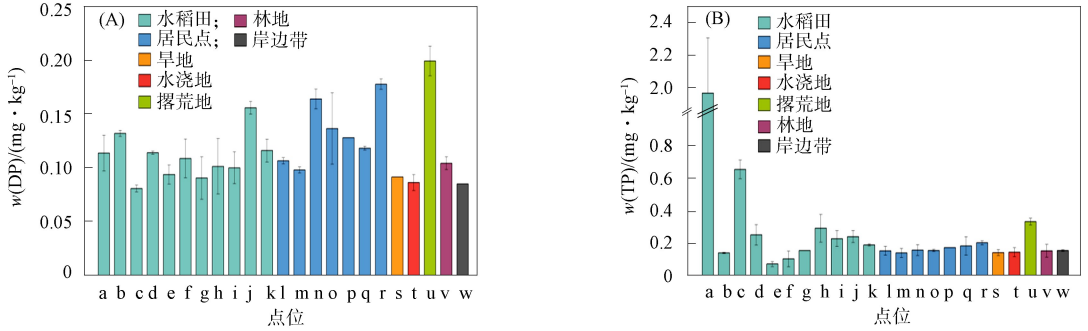 (A)
水稻田; 林地
居民点; 岸边带
旱地
水浇地
撂荒地
w(DP)/(mg·kg⁻¹)
0.25
0.20
0.15
0.10
0.05
0
a b c d e f g h i j k l m n o p q r s t u v w
点位
(B)
水稻田
居民点
旱地
水浇地
撂荒地
林地
岸边带
w(TP)/(mg·kg⁻¹)
2.4
2.2
2.0
0.8
0.6
0.4
0.2
0
a b c d e f g h i j k l m n o p q r s t u v w
点位